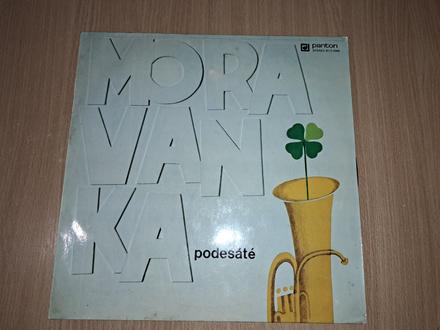 panton
MORA
VAN
KA
podesáté